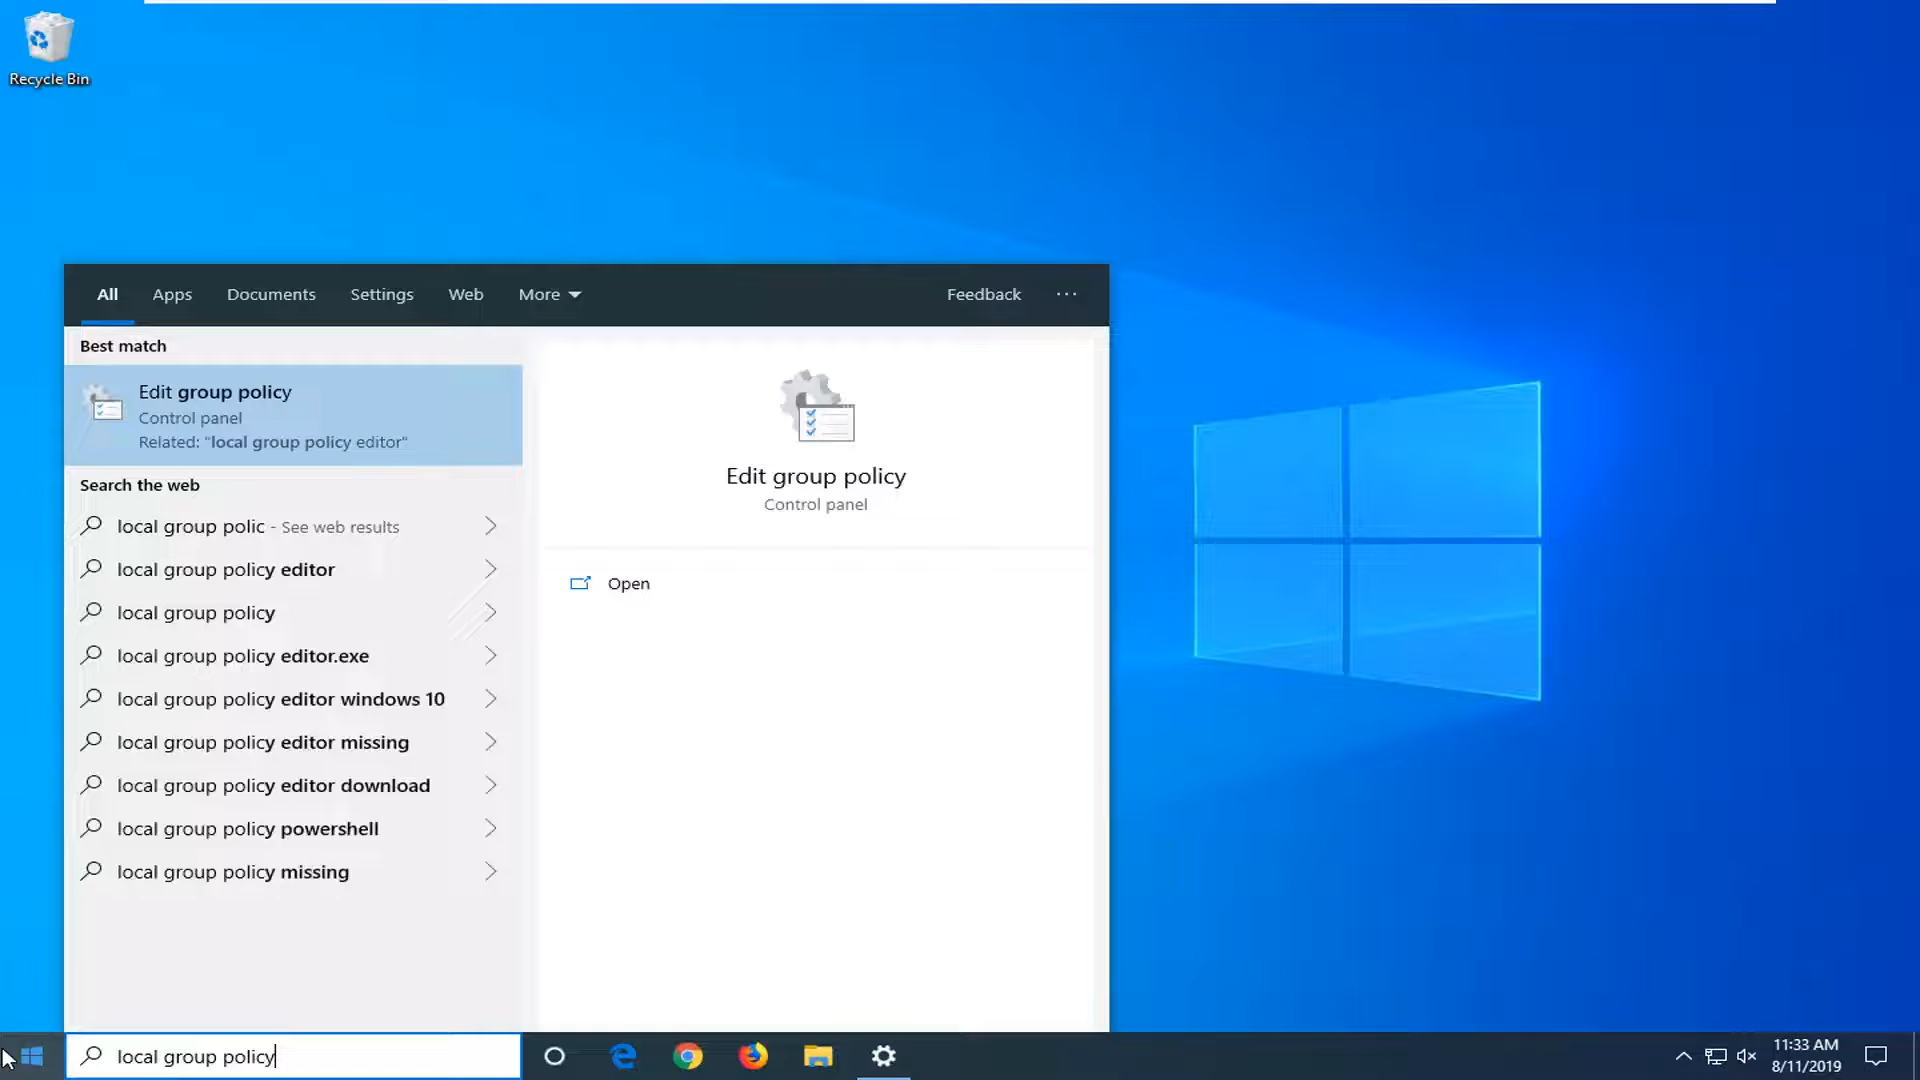 Recycle Bin
All Apps Documents Settings Web More Feedback ···
Best match
Edit group policy
Control panel
Related: "local group policy editor"
Search the web
local group polic - See web results
local group policy editor
local group policy
local group policy editor.exe
local group policy editor windows 10
local group policy editor missing
local group policy editor download
local group policy powershell
local group policy missing
Edit group policy
Control panel
Open
local group policy
11:33 AM
8/11/2019